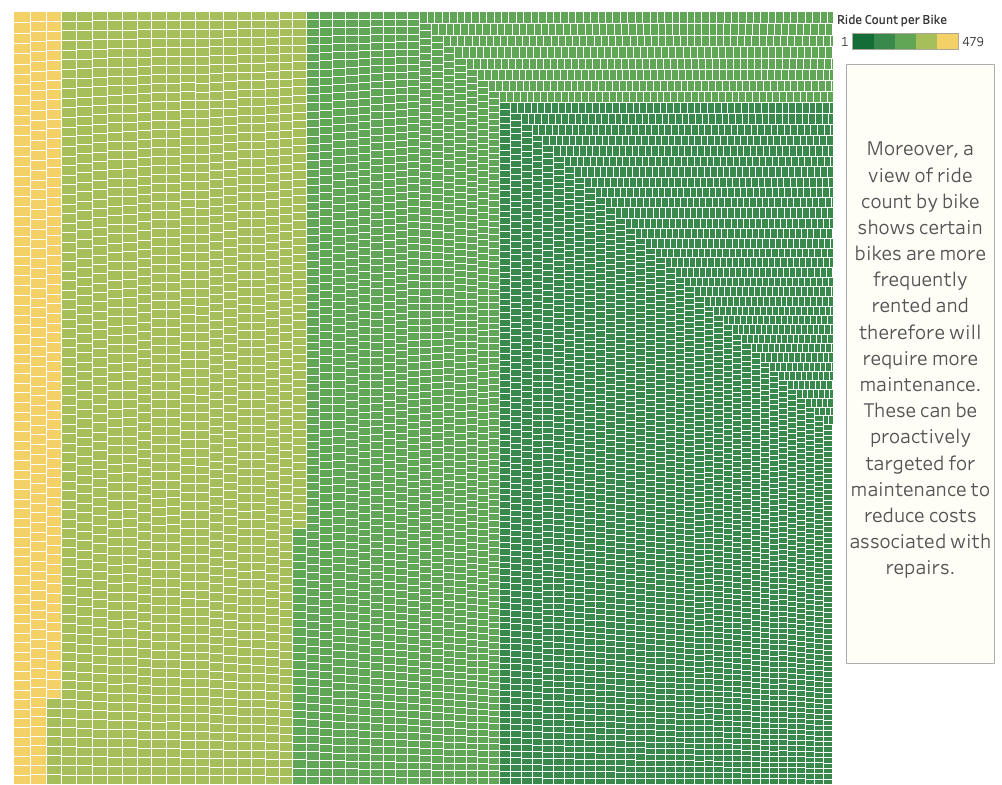 Ride Count per Bike
1 479
Moreover, a
view of ride
count by bike
shows certain
bikes are more
frequently
rented and
therefore will
require more
maintenance.
These can be
proactively
targeted for
maintenance to
reduce costs
associated with
repairs.